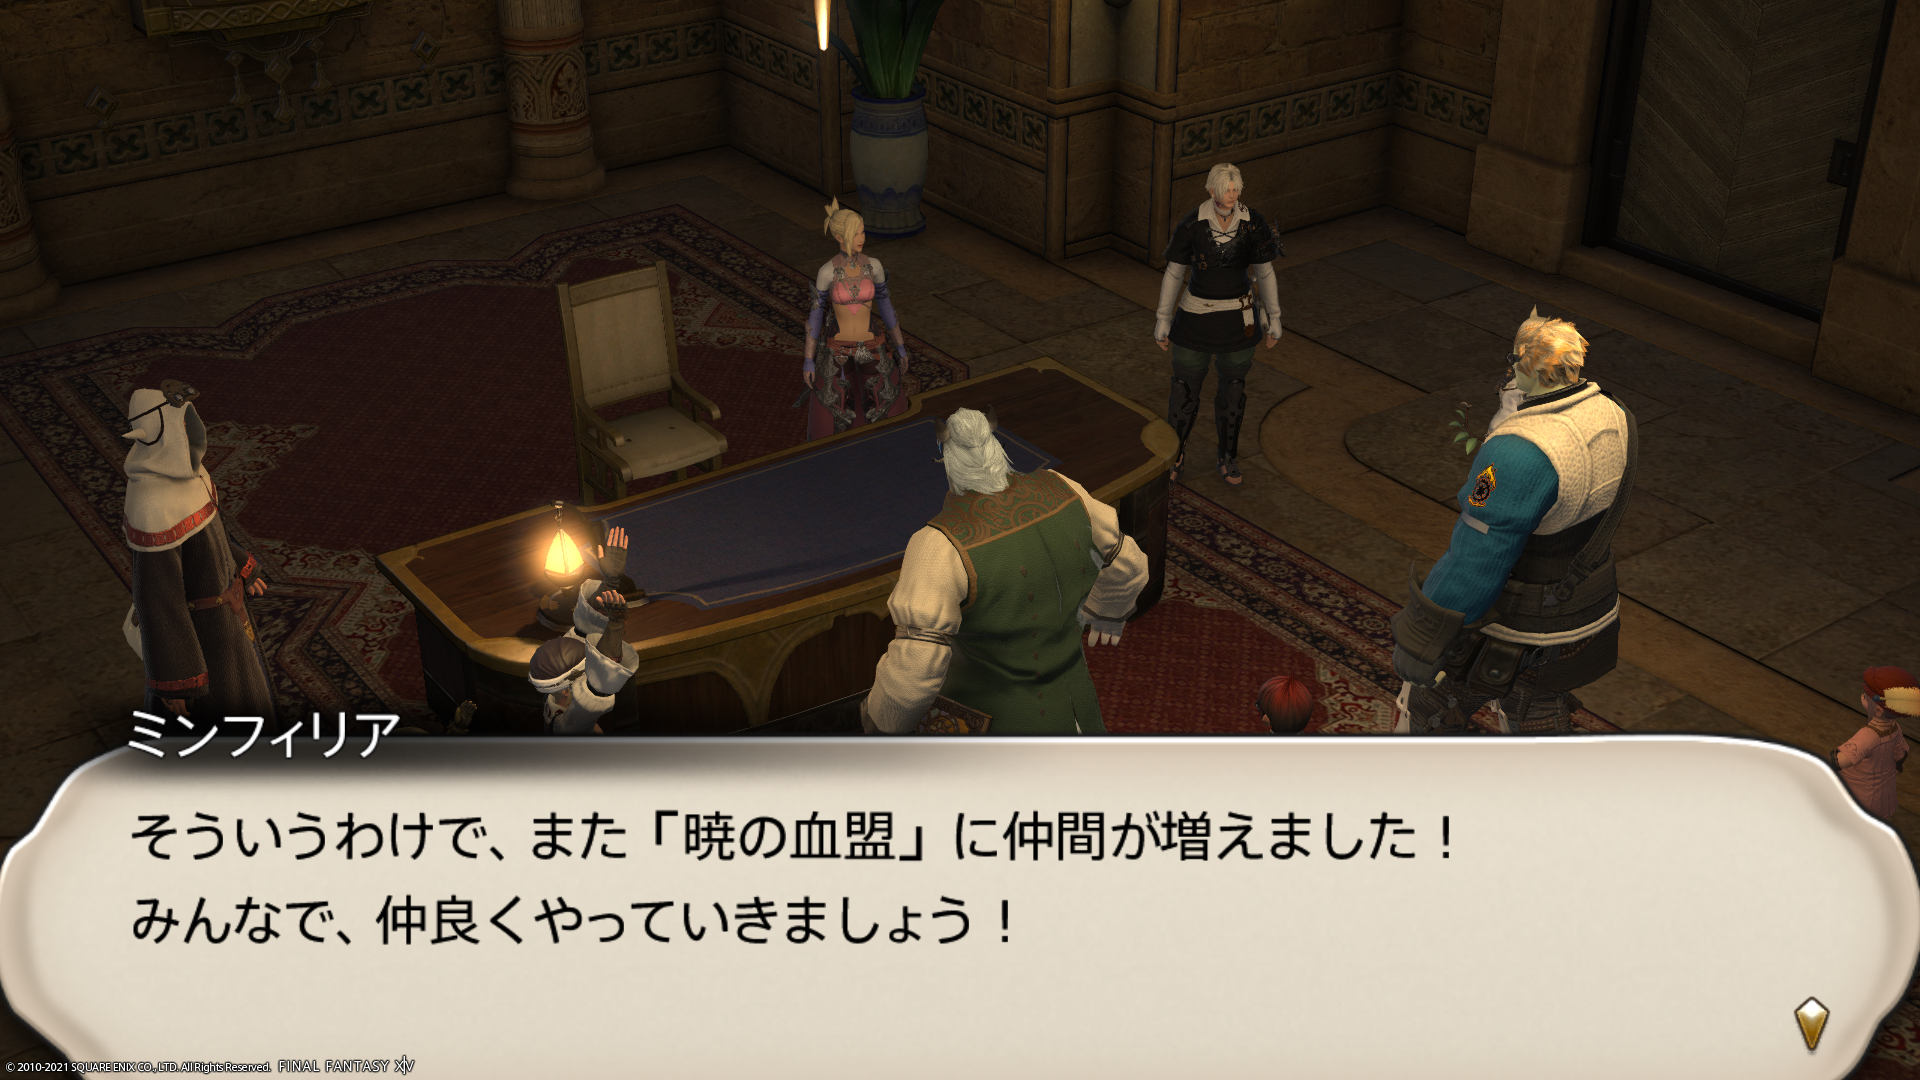 ミンフィリア
そういうわけで、また「暁の血盟」に仲間が増えました！
みんなで、仲良くやっていきましょう！
© 2010-2021 SQUARE ENIX CO., LTD. All Rights Reserved. FINAL FANTASY XIV